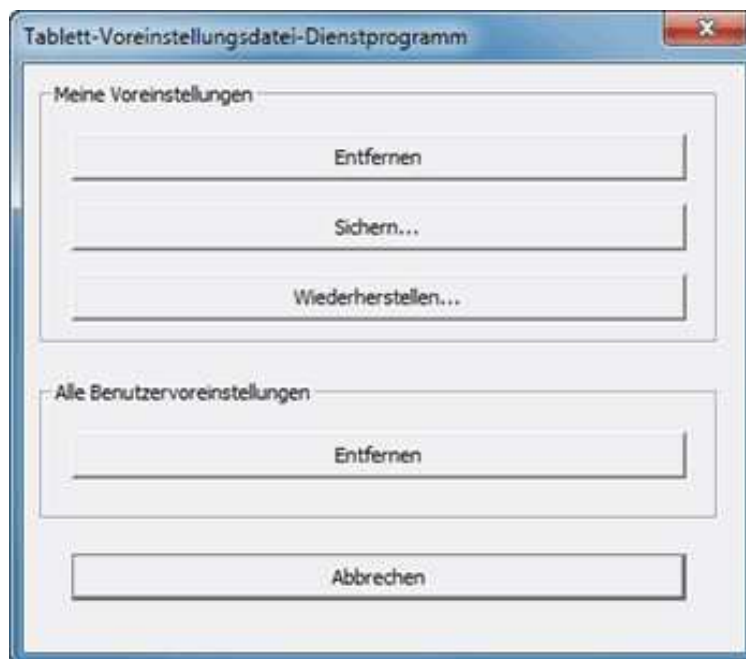 Tablett-Voreinstellungsdatei-Dienstprogramm
Meine Voreinstellungen
Entfernen
Sichern...
Wiederherstellen...
Alle Benutzervoreinstellungen
Entfernen
Abbrechen